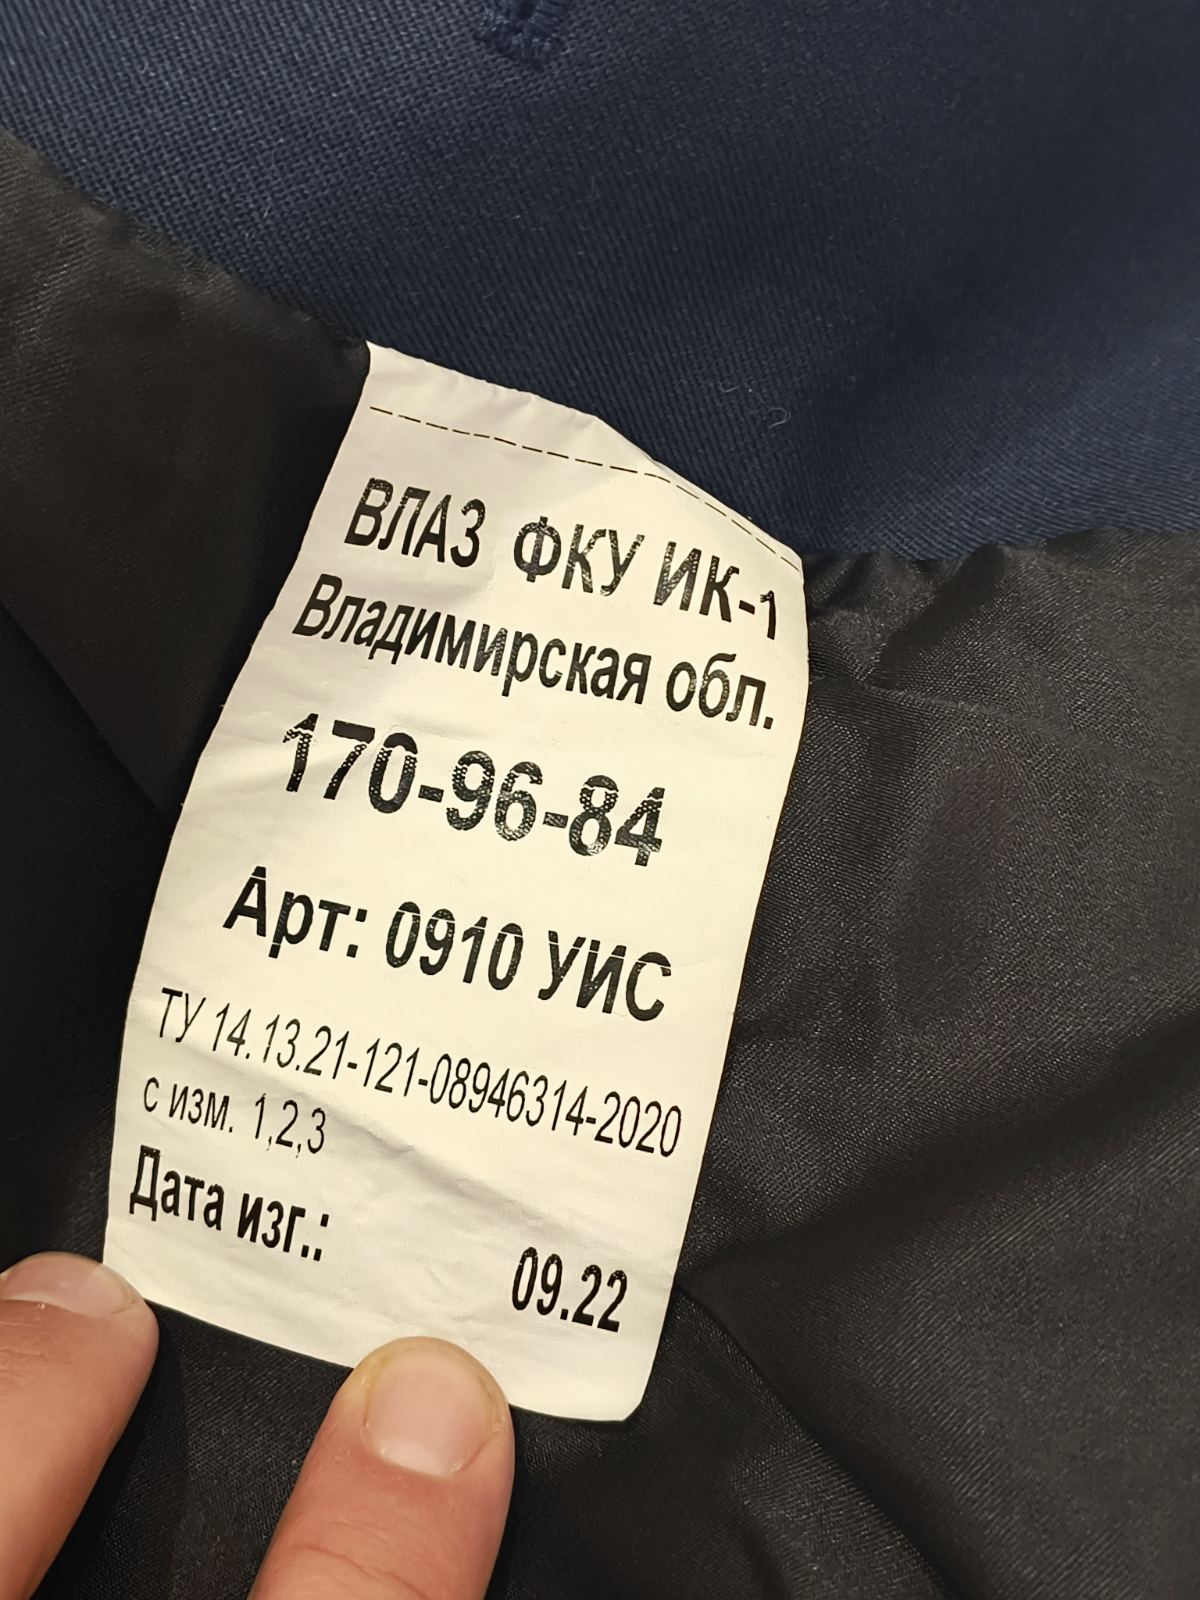 ВЛАЗ ФКУ ИК-1
Владимирская обл.
170-96-84
Арт: 0910 УИС
ТУ 14.13.21-121-08946314-2020
с изм. 1,2,3
Дата изг.:
09.22